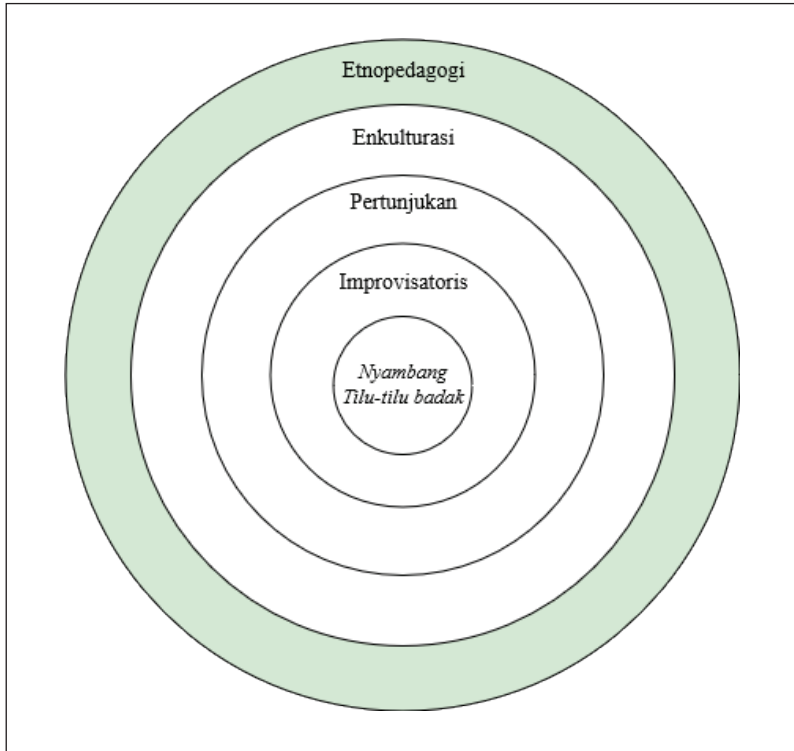 Etnopedagogi
Enkulturasi
Pertunjukan
Improvisatoris
Nyambang
Tilu-tilu badak